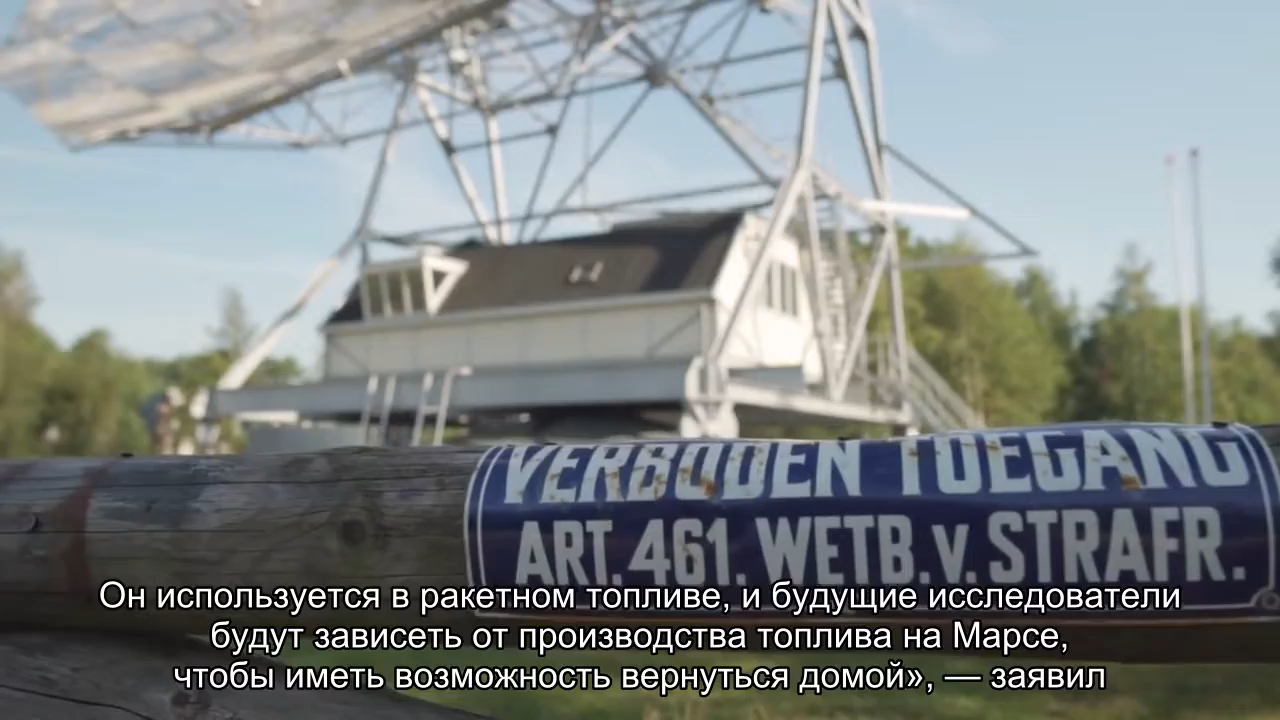 VERBODEN TOEGANG
ART. 461. WETB. v. STRAFR.
Он используется в ракетном топливе, и будущие исследователи
будут зависеть от производства топлива на Марсе,
чтобы иметь возможность вернуться домой», — заявил